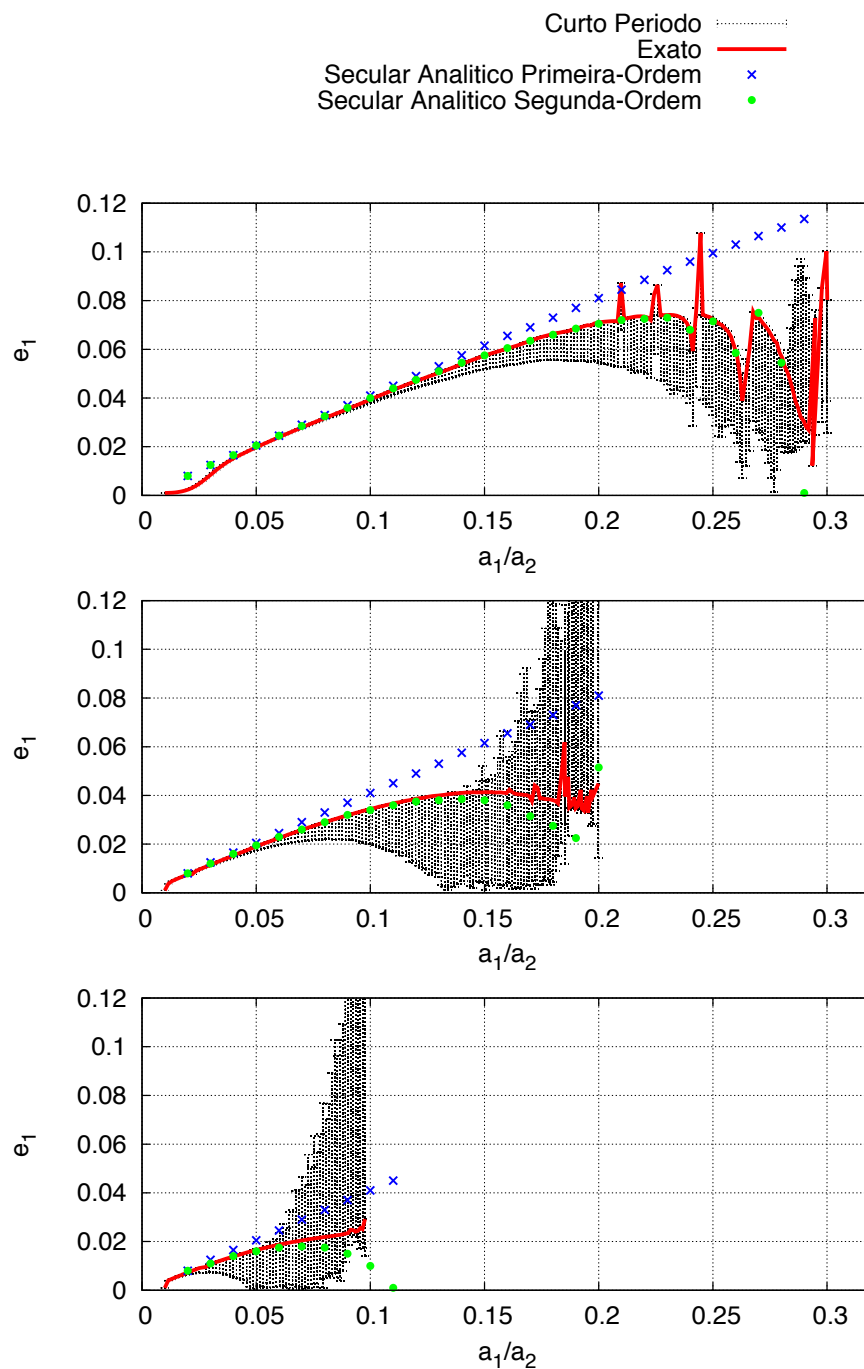 Curto Periodo
Exato
Secular Analitico Primeira-Ordem
Secular Analitico Segunda-Ordem
0.12
0.1
0.08
0.06
0.04
0.02
0
e1
0 0.05 0.1 0.15 0.2 0.25 0.3
a1/a2
0.12
0.1
0.08
0.06
0.04
0.02
0
e1
0 0.05 0.1 0.15 0.2 0.25 0.3
a1/a2
0.12
0.1
0.08
0.06
0.04
0.02
0
e1
0 0.05 0.1 0.15 0.2 0.25 0.3
a1/a2